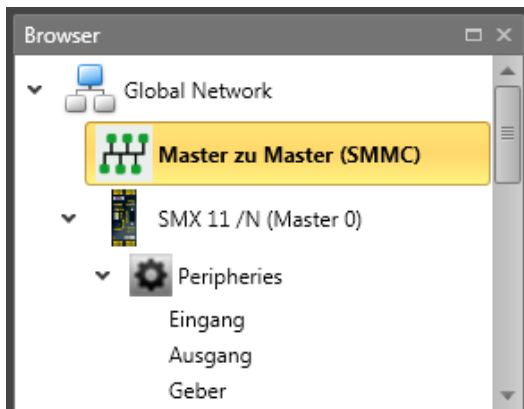 Browser
Global Network
Master zu Master (SMMC)
SMX 11 /N (Master 0)
Peripheries
Eingang
Ausgang
Geber